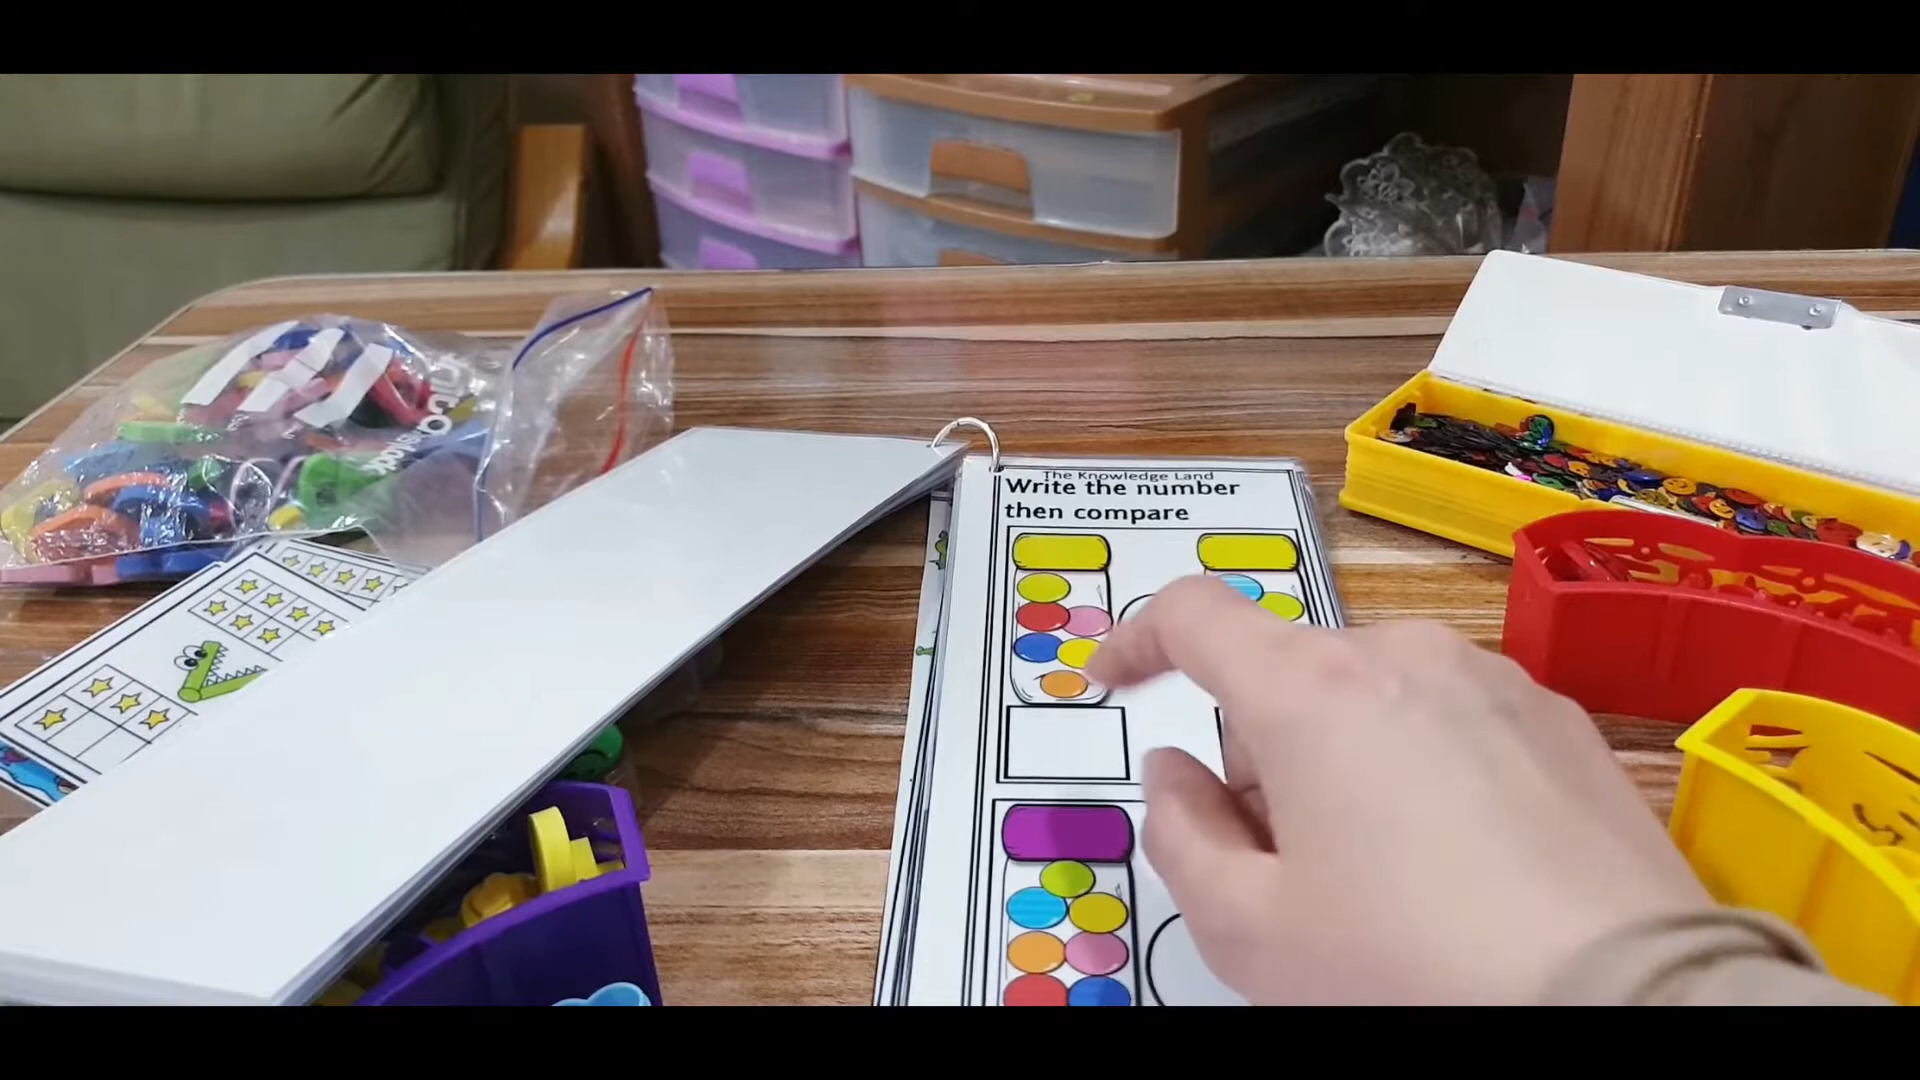 The Knowledge Land
Write the number
then compare